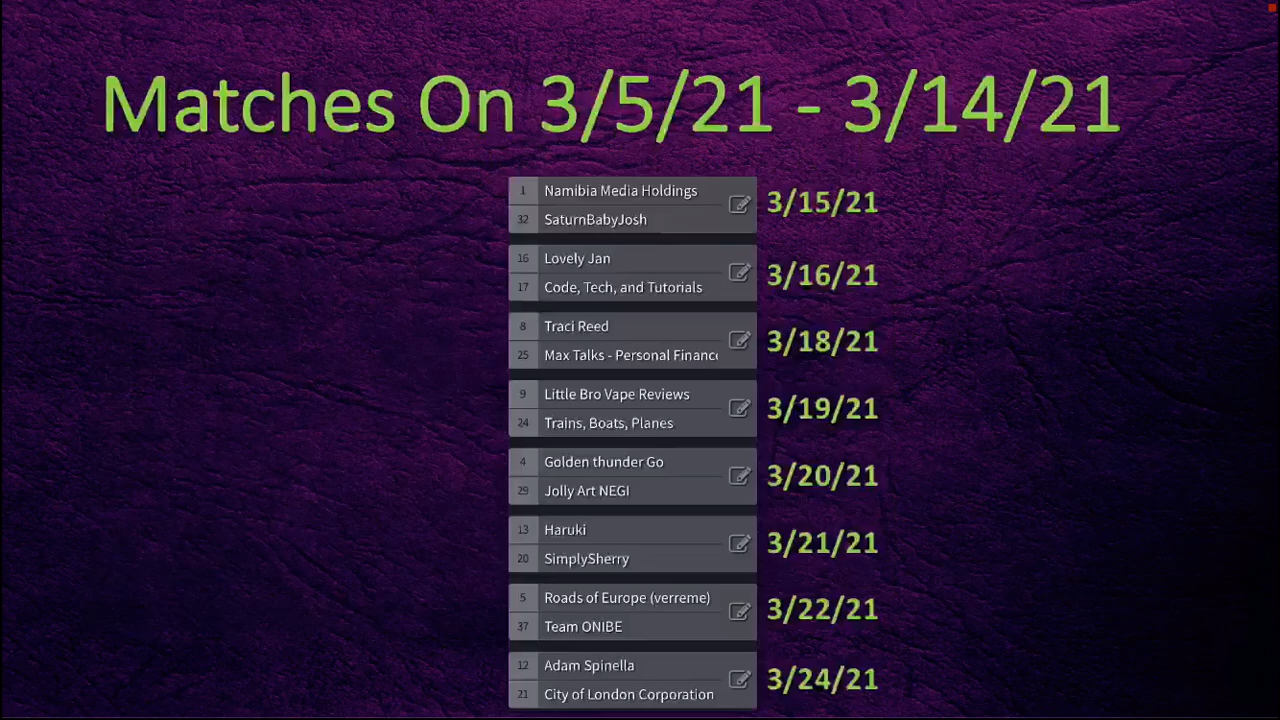 Matches On 3/5/21 - 3/14/21
1 Namibia Media Holdings
32 SaturnBabyJosh
3/15/21
16 Lovely Jan
17 Code, Tech, and Tutorials
3/16/21
8 Traci Reed
25 Max Talks - Personal Finance
3/18/21
9 Little Bro Vape Reviews
24 Trains, Boats, Planes
3/19/21
4 Golden thunder Go
29 Jolly Art NEGI
3/20/21
13 Haruki
20 SimplySherry
3/21/21
5 Roads of Europe (verreme)
37 Team ONIBE
3/22/21
12 Adam Spinella
21 City of London Corporation
3/24/21